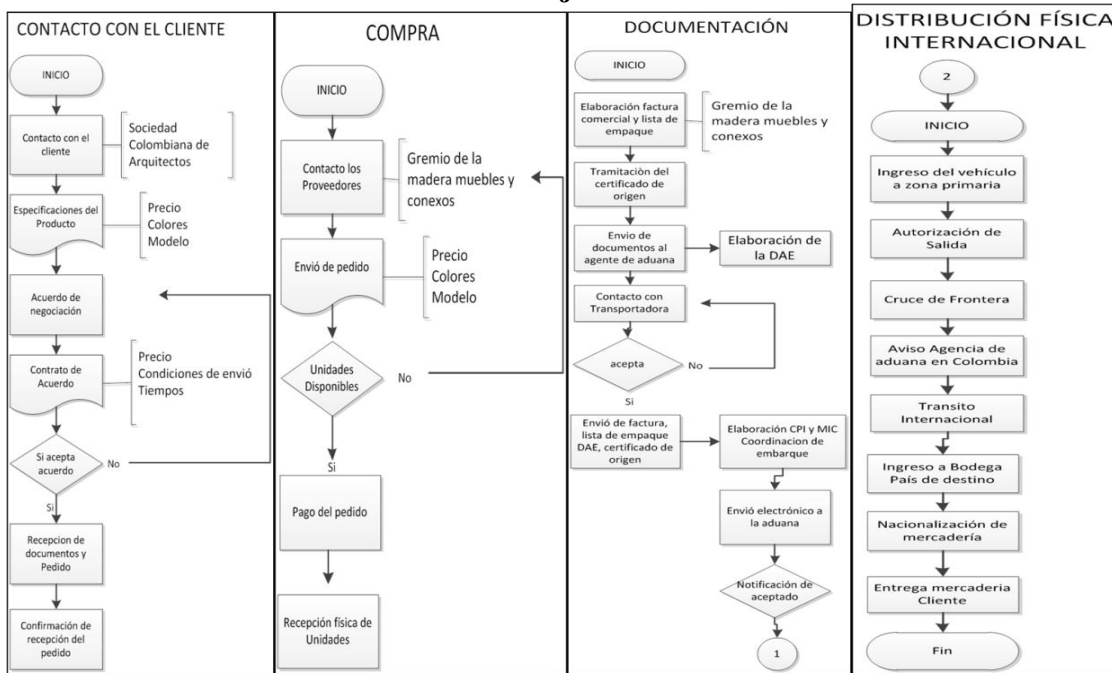 CONTACTO CON EL CLIENTE
INICIO
Contacto con el
cliente
Sociedad
Colombiana de
Arquitectos
Especificaciones del
Producto
Precio
Colores
Modelo
Acuerdo de
negociación
Contrato de
Acuerdo
Precio
Condiciones de envió
Tiempos
Si acepta
acuerdo
No
Si
Recepcion de
documentos y
Pedido
Confirmación de
recepción del
pedido
COMPRA
INICIO
Contacto los
Proveedores
Gremio de la
madera muebles y
conexos
Envió de pedido
Precio
Colores
Modelo
Unidades
Disponibles
No
Si
Pago del pedido
Recepción física de
Unidades
DOCUMENTACIÓN
INICIO
Elaboración factura
comercial y lista de
empaque
Gremio de la
madera muebles y
conexos
Tramitaciòn del
certificado de
origen
Envio de
documentos al
agente de aduana
Elaboración de
la DAE
Contacto con
Transportadora
acepta
No
Si
Envió de factura,
lista de empaque
DAE, certificado de
origen
Elaboración CPI y MIC
Coordinacion de
embarque
Envió electrónico a
la aduana
Notificación de
aceptado
1
DISTRIBUCIÓN FÍSICA
INTERNACIONAL
2
INICIO
Ingreso del vehículo
a zona primaria
Autorización de
Salida
Cruce de Frontera
Aviso Agencia de
aduana en Colombia
Transito
Internacional
Ingreso a Bodega
País de destino
Nacionalización de
mercadería
Entrega mercaderia
Cliente
Fin